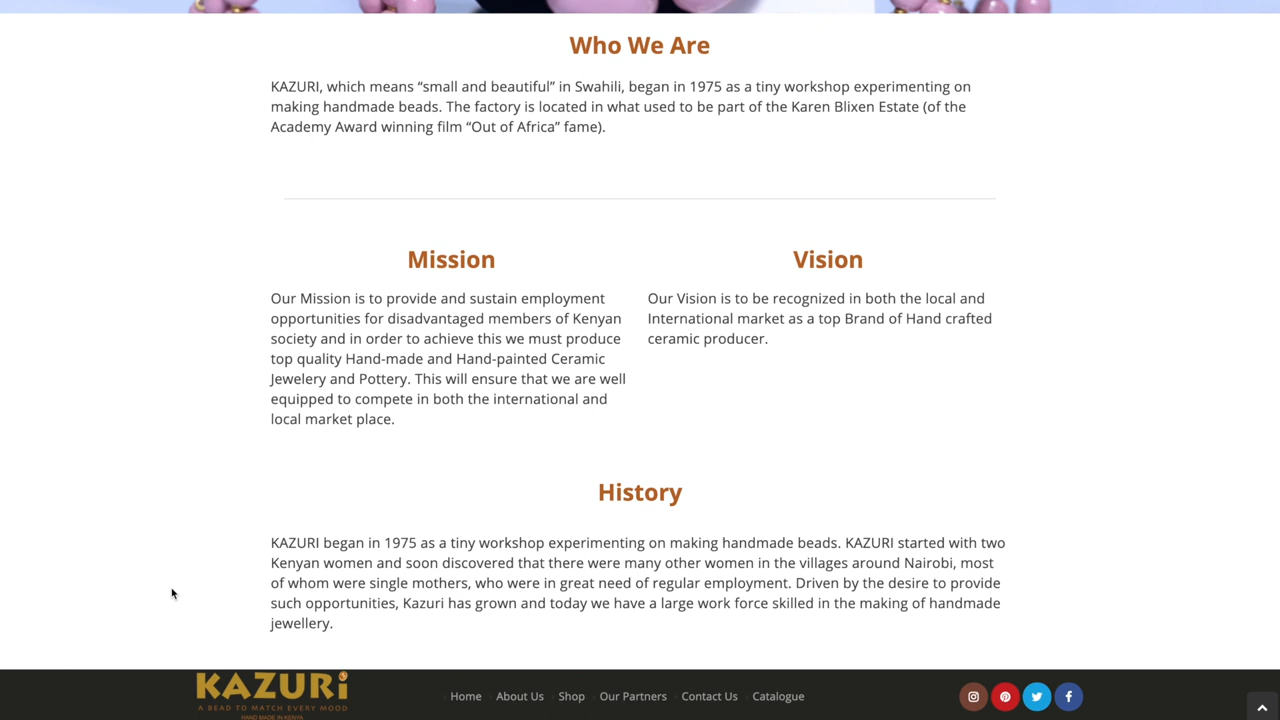 Who We Are
KAZURI, which means “small and beautiful” in Swahili, began in 1975 as a tiny workshop experimenting on
making handmade beads. The factory is located in what used to be part of the Karen Blixen Estate (of the
Academy Award winning film “Out of Africa” fame).
Mission
Our Mission is to provide and sustain employment
opportunities for disadvantaged members of Kenyan
society and in order to achieve this we must produce
top quality Hand-made and Hand-painted Ceramic
Jewelery and Pottery. This will ensure that we are well
equipped to compete in both the international and
local market place.
Vision
Our Vision is to be recognized in both the local and
International market as a top Brand of Hand crafted
ceramic producer.
History
KAZURI began in 1975 as a tiny workshop experimenting on making handmade beads. KAZURI started with two
Kenyan women and soon discovered that there were many other women in the villages around Nairobi, most
of whom were single mothers, who were in great need of regular employment. Driven by the desire to provide
such opportunities, Kazuri has grown and today we have a large work force skilled in the making of handmade
jewellery.
KAZURi
A BEAD TO MATCH EVERY MOOD
HAND MADE IN KENYA
Home About Us Shop Our Partners Contact Us Catalogue